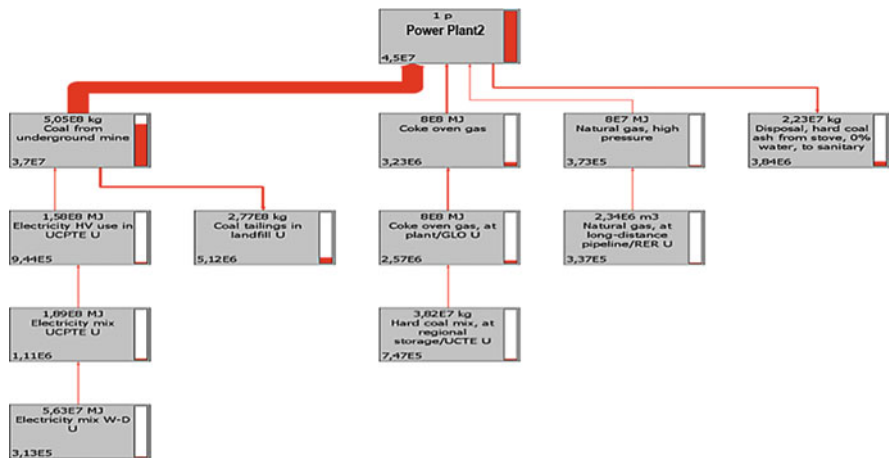 1 p
Power Plant2
4,5E7
5,05E8 kg
Coal from
underground mine
3,7E7
8E8 MJ
Coke oven gas
3,23E6
8E7 MJ
Natural gas, high
pressure
3,73E5
2,23E7 kg
Disposal, hard coal
ash from stove, 0%
water, to sanitary
3,84E6
1,58E8 MJ
Electricity HV use in
UCPTE U
9,44E5
2,77E8 kg
Coal tailings in
landfill U
5,12E6
8E8 MJ
Coke oven gas, at
plant/GLO U
2,57E6
2,34E6 m3
Natural gas, at
long-distance
pipeline/RER U
3,37E5
1,89E8 MJ
Electricity mix
UCPTE U
1,11E6
3,82E7 kg
Hard coal mix, at
regional
storage/UCTE U
7,47E5
5,63E7 MJ
Electricity mix W-D
U
3,13E5